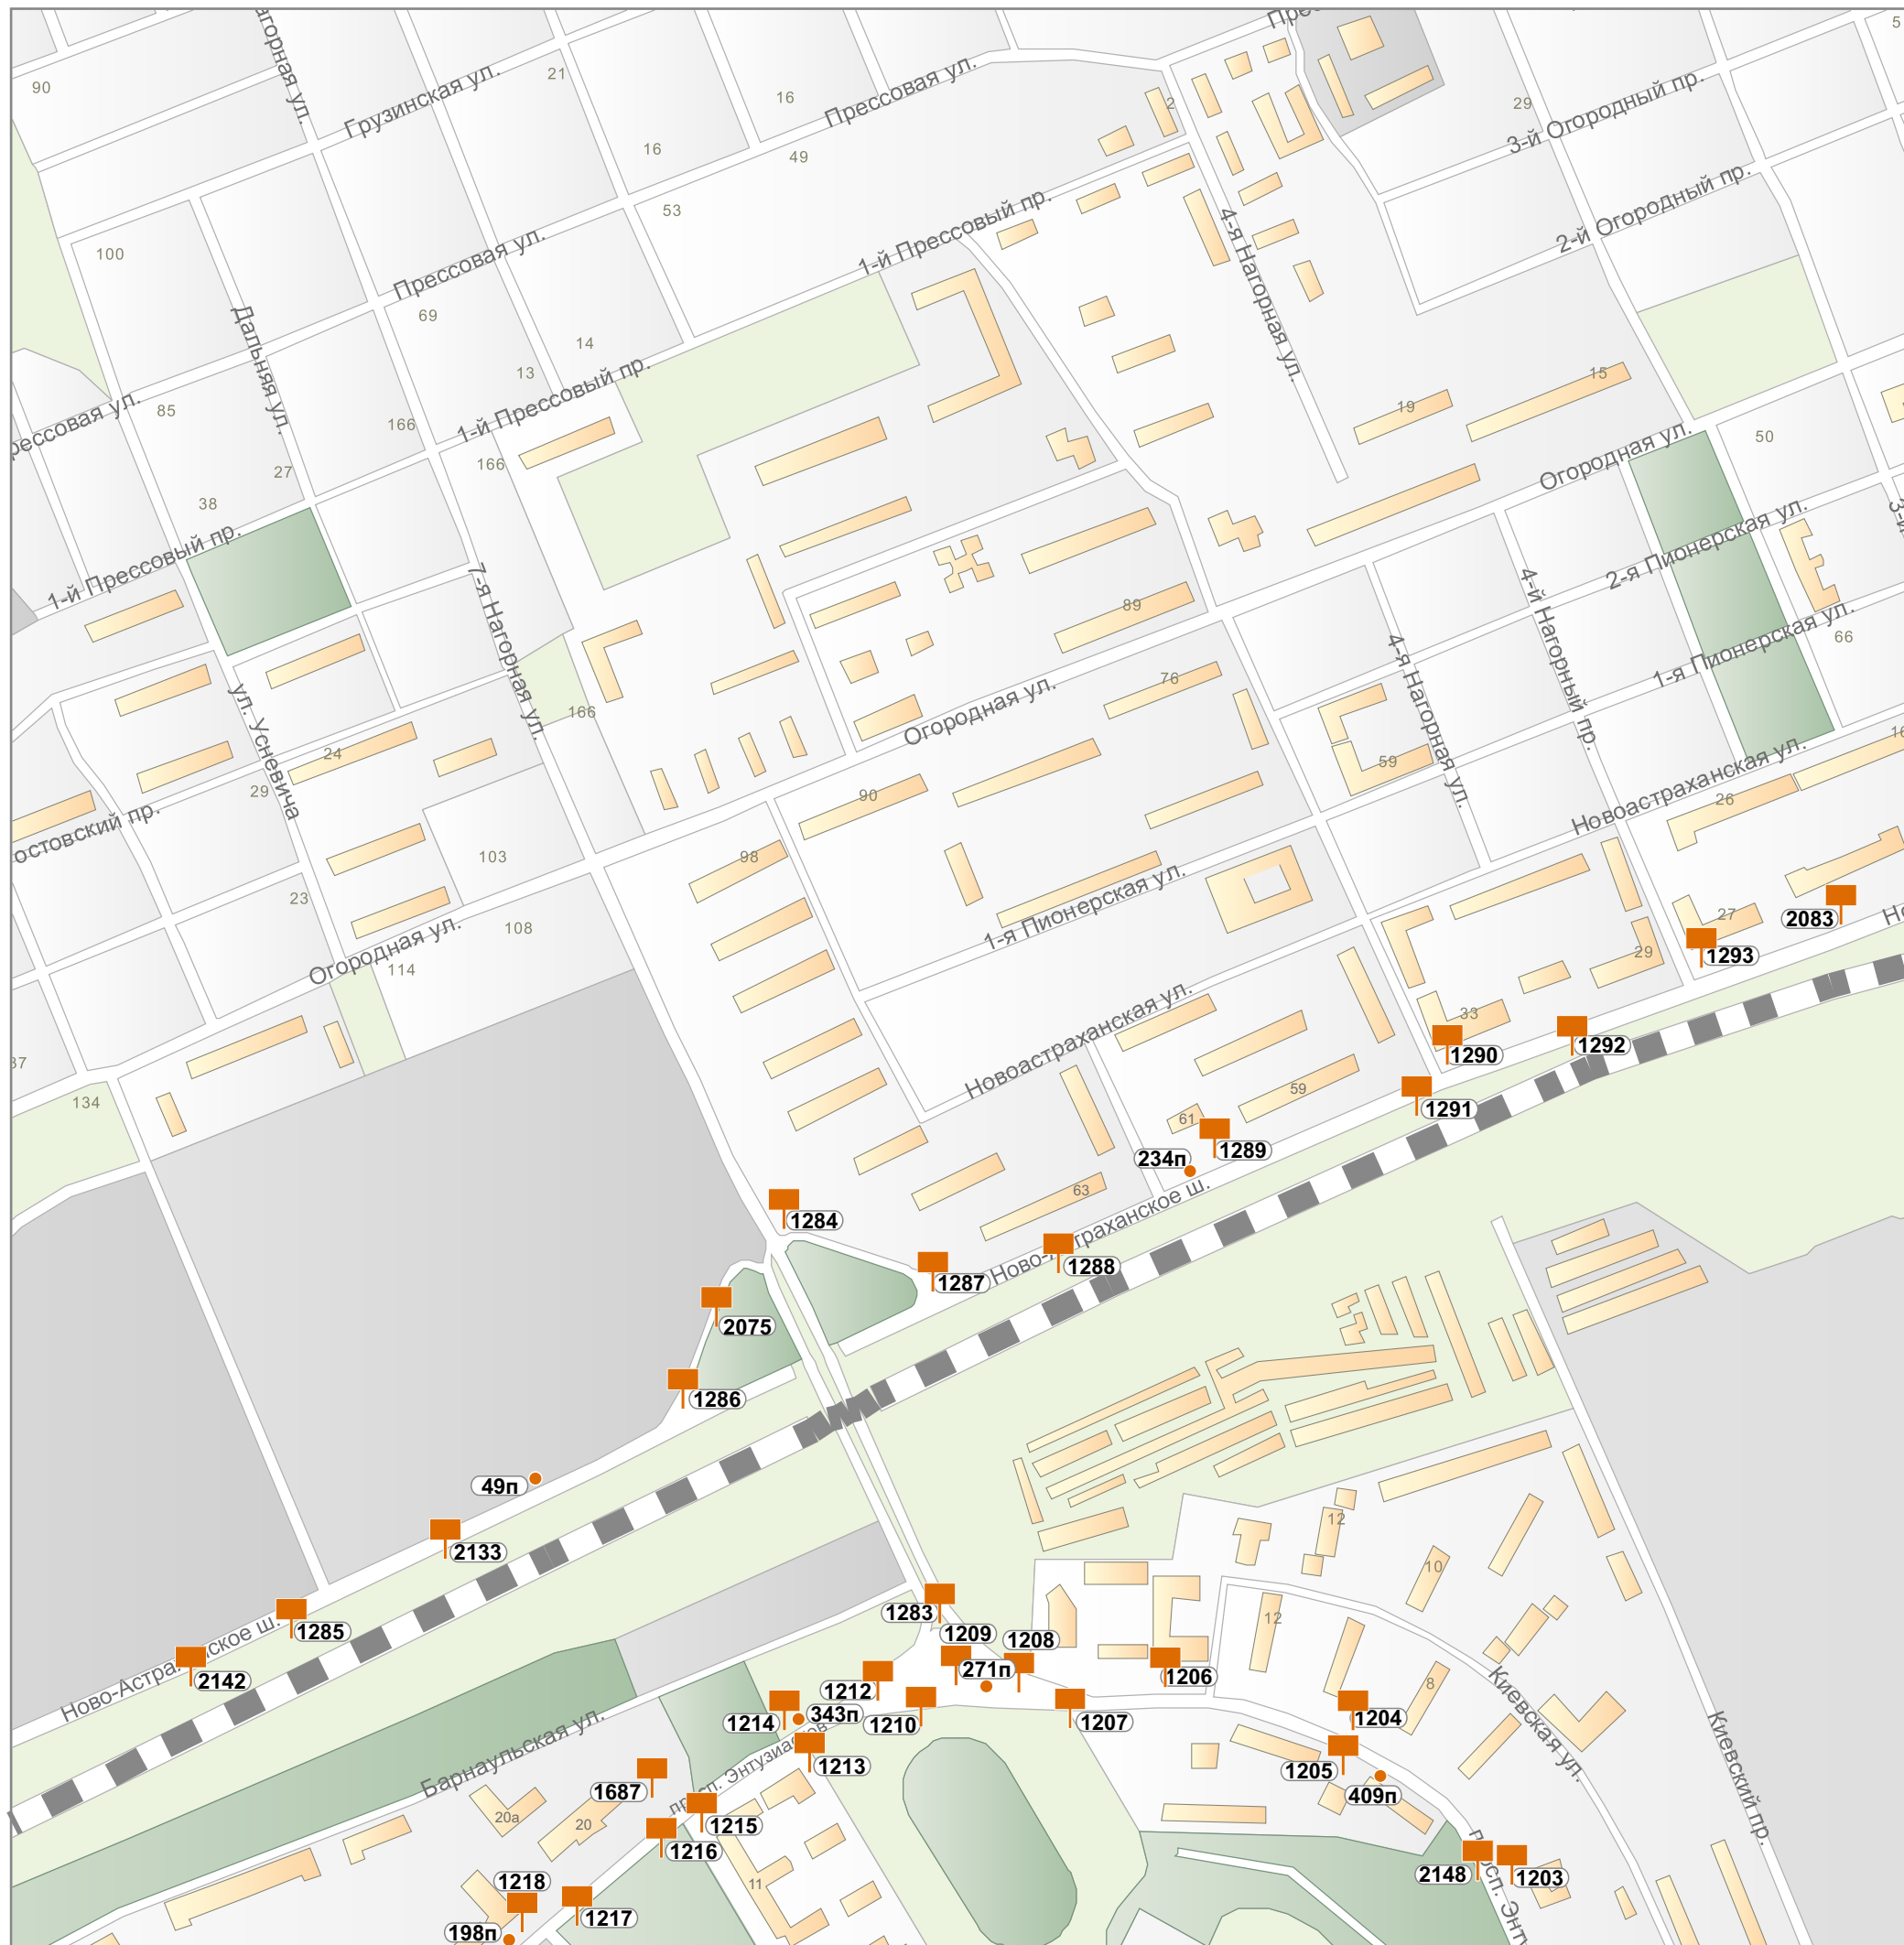 90
Грузинская ул.
21
16
Прессовая ул.
2
29
3-й Огородный пр.
5
16
49
53
1-й Прессовый пр.
4-я Нагорная ул.
2-й Огородный пр.
100
Прессовая ул.
69
Дальняя ул.
14
13
1-й Прессовый пр.
85
166
166
27
38
19
15
Огородная ул.
50
1-й Прессовый пр.
7-я Нагорная ул.
2-я Пионерская ул.
4-й Нагорный пр.
89
1-я Пионерская ул.
66
4-я Нагорная ул.
76
Огородная ул.
166
ул. Усневича
24
29
59
Новоастраханская ул.
26
90
98
103
23
108
Огородная ул.
114
1-я Пионерская ул.
27
2083
1293
29
33
1290
1292
134
Новоастраханская ул.
59
61
1291
1289
234п
63
Ново-
1284
1288
1287
2075
1286
49п
2133
12
10
12
1283
1209
1208
271п
1285
2142
1206
1212
1210
1207
1214
343п
1213
8
Киевская ул.
1204
1205
409п
Киевский пр.
Барнаульская ул.
1687
1215
1216
20а
20
11
1218
1217
198п
2148
1203